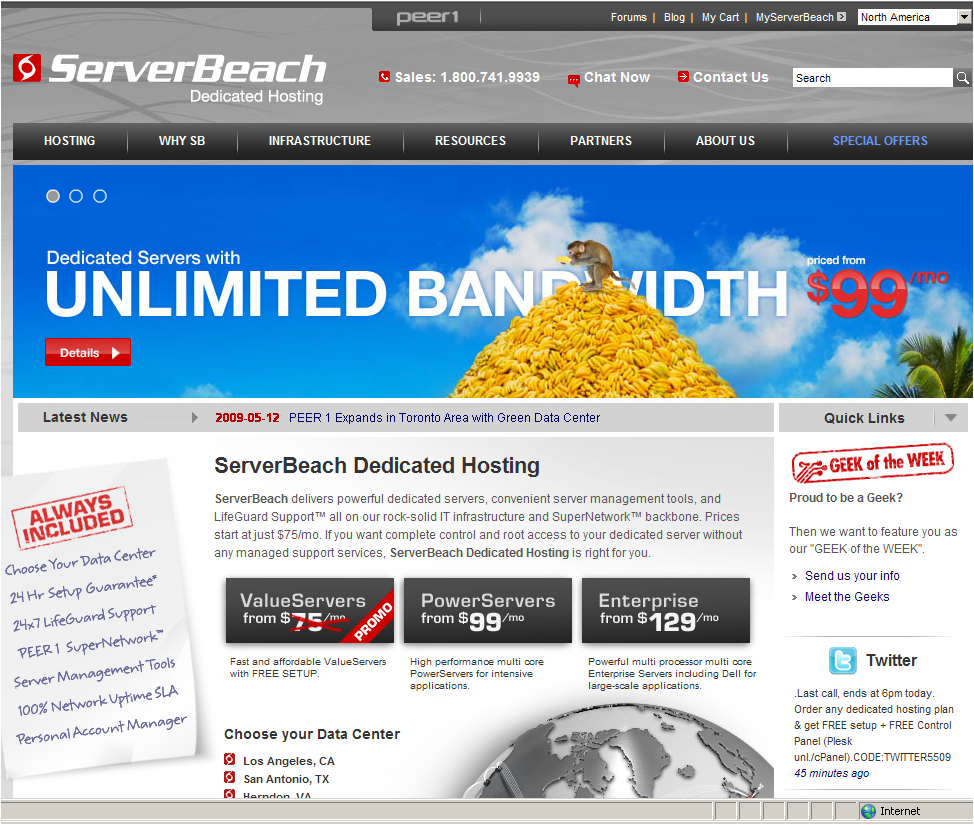 peer1
Forums | Blog | My Cart | MyServerBeach
North America
ServerBeach
Dedicated Hosting
Sales: 1.800.741.9939
Chat Now
Contact Us
Search
HOSTING
WHY SB
INFRASTRUCTURE
RESOURCES
PARTNERS
ABOUT US
SPECIAL OFFERS
Dedicated Servers with
UNLIMITED BANDWIDTH
priced from
$99/mo
Details
Latest News
2009-05-12 PEER 1 Expands in Toronto Area with Green Data Center
Quick Links
ALWAYS
INCLUDED
Choose Your Data Center
24 Hr Setup Guarantee*
24x7 LifeGuard Support
PEER 1 SuperNetwork™
Server Management Tools
100% Network Uptime SLA
Personal Account Manager
ServerBeach Dedicated Hosting
ServerBeach delivers powerful dedicated servers, convenient server management tools, and
LifeGuard Support™ all on our rock-solid IT infrastructure and SuperNetwork™ backbone. Prices
start at just $75/mo. If you want complete control and root access to your dedicated server without
any managed support services, ServerBeach Dedicated Hosting is right for you.
ValueServers
from $75/mo
PROMO
Fast and affordable ValueServers
with FREE SETUP.
PowerServers
from $99/mo
High performance multi core
PowerServers for intensive
applications.
Enterprise
from $129/mo
Powerful multi processor multi core
Enterprise Servers including Dell for
large-scale applications.
Choose your Data Center
Los Angeles, CA
San Antonio, TX
Herndon, VA
GEEK of the WEEK
Proud to be a Geek?
Then we want to feature you as
our "GEEK of the WEEK".
Send us your info
Meet the Geeks
Twitter
.Last call, ends at 6pm today.
Order any dedicated hosting plan
& get FREE setup + FREE Control
Panel (Plesk
unl./cPanel).CODE:TWITTER5509
45 minutes ago
Internet